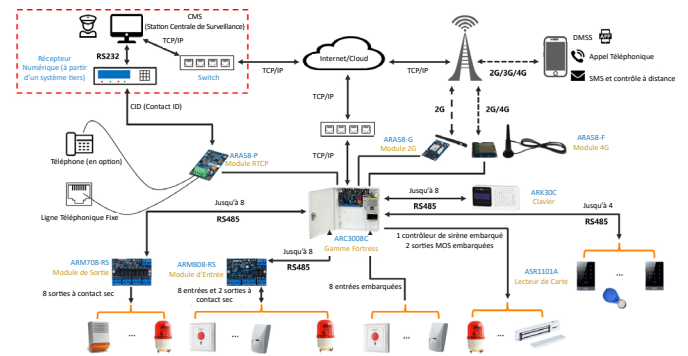 CMS
(Station Centrale de Surveillance)
TCP/IP
RS232
Récepteur
Numérique (à partir
d'un système tiers)
Switch
TCP/IP
Internet/Cloud
TCP/IP
2G/3G/4G
DMSS
APP
Appel Téléphonique
SMS et contrôle à distance
CID (Contact ID)
TCP/IP
2G
2G/4G
Téléphone (en option)
ARA58-P
Module RTCP
TCP/IP
ARA58-G
Module 2G
ARA58-F
Module 4G
Ligne Téléphonique Fixe
Jusqu'à 8
RS485
Jusqu'à 8
RS485
ARK30C
Clavier
Jusqu'à 4
RS485
ARC3008C
Gamme Fortress
1 contrôleur de sirène embarqué
2 sorties MOS embarquées
ARM708-RS
Module de Sortie
ARM808-RS
Module d'Entrée
Jusqu'à 8
RS485
ASR1101A
Lecteur de Carte
8 sorties à contact sec
8 entrées et 2 sorties à
contact sec
8 entrées embarquées
...
...
...
...
...